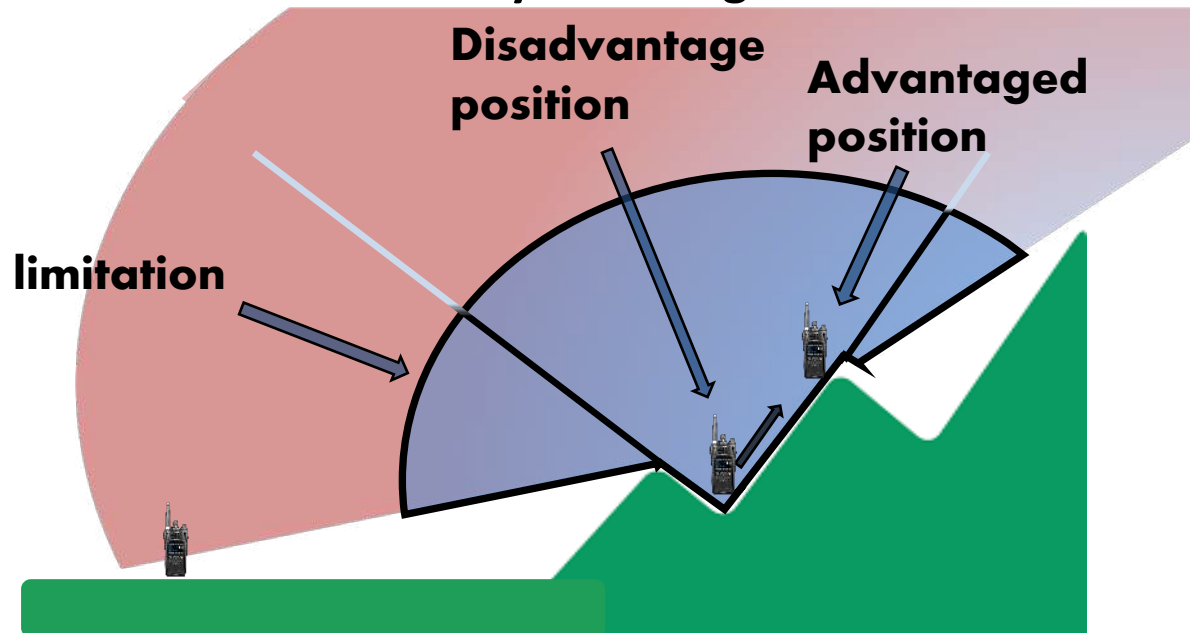 Disadvantage
position
Advantaged
position
limitation